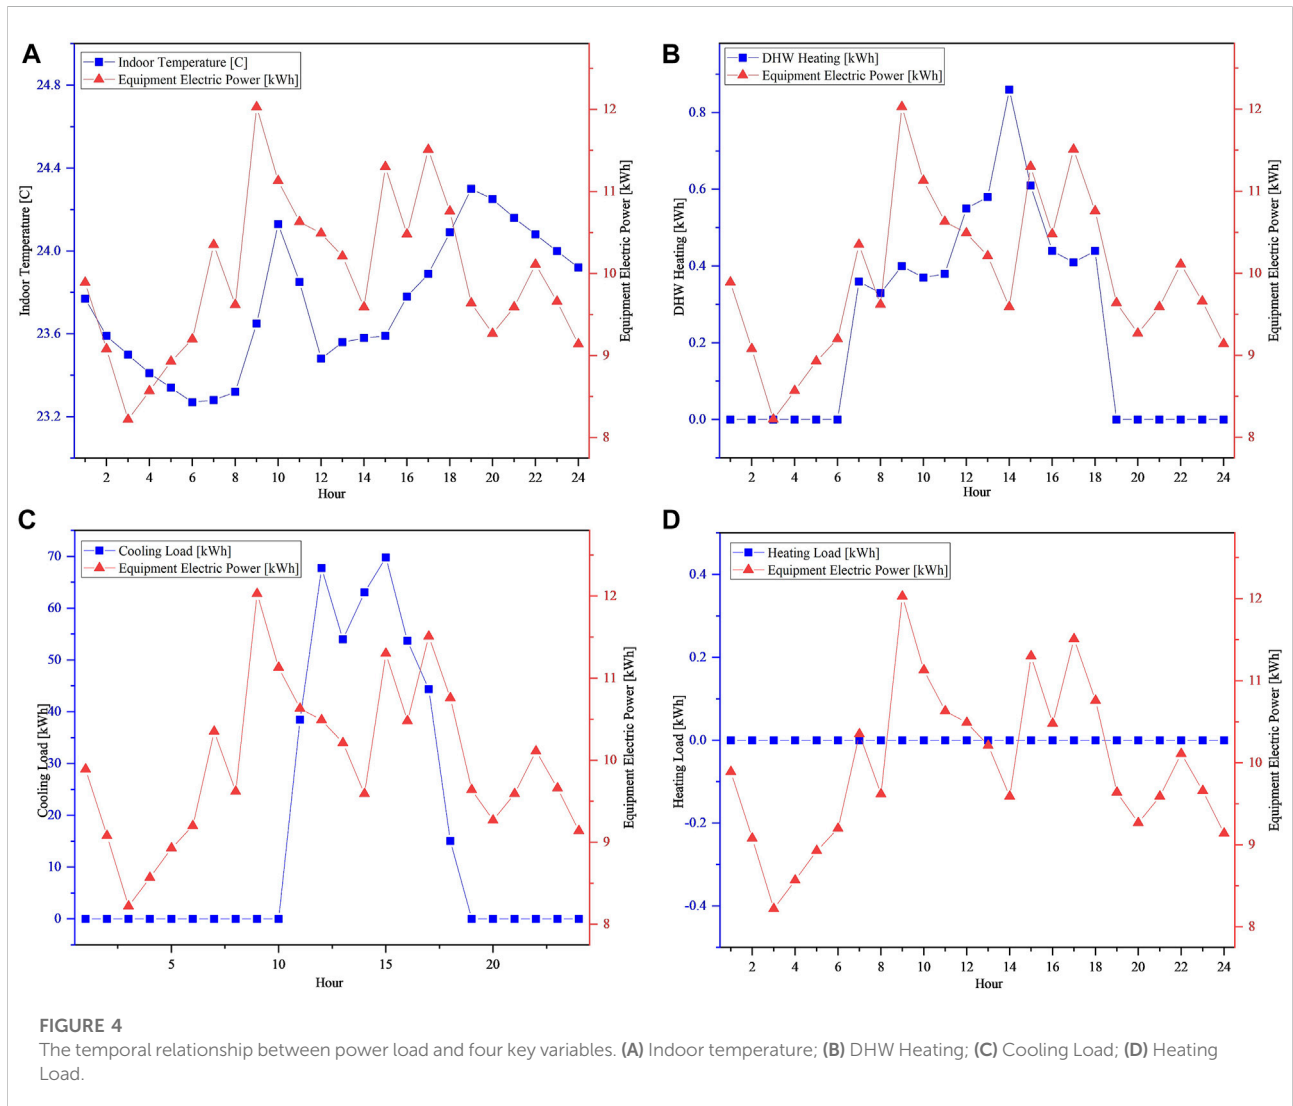 A
Indoor Temperature [C]
Equipment Electric Power [kWh]
24.8
24.4
24.0
23.6
23.2
Indoor Temperature [C]
12
11
10
9
8
Equipment Electric Power [kWh]
2 4 6 8 10 12 14 16 18 20 22 24
Hour
B
DHW Heating [kWh]
Equipment Electric Power [kWh]
0.8
0.6
0.4
0.2
0.0
DHW Heating [kWh]
12
11
10
9
8
Equipment Electric Power [kWh]
2 4 6 8 10 12 14 16 18 20 22 24
Hour
C
Cooling Load [kWh]
Equipment Electric Power [kWh]
70
60
50
40
30
20
10
0
Cooling Load [kWh]
12
11
10
9
8
Equipment Electric Power [kWh]
5 10 15 20
Hour
D
Heating Load [kWh]
Equipment Electric Power [kWh]
0.4
0.2
0.0
-0.2
-0.4
Heating Load [kWh]
12
11
10
9
8
Equipment Electric Power [kWh]
2 4 6 8 10 12 14 16 18 20 22 24
Hour
FIGURE 4
The temporal relationship between power load and four key variables. (A) Indoor temperature; (B) DHW Heating; (C) Cooling Load; (D) Heating
Load.